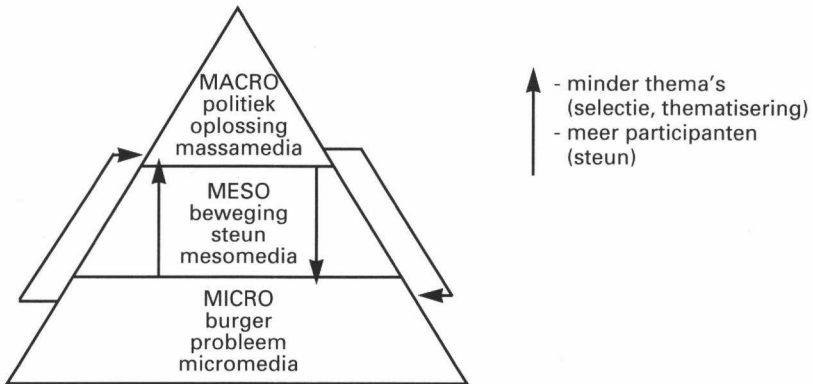 MACRO
politiek
oplossing
massamedia
MESO
beweging
steun
mesomedia
MICRO
burger
probleem
micromedia
- minder thema's
(selectie, thematisering)
- meer participanten
(steun)